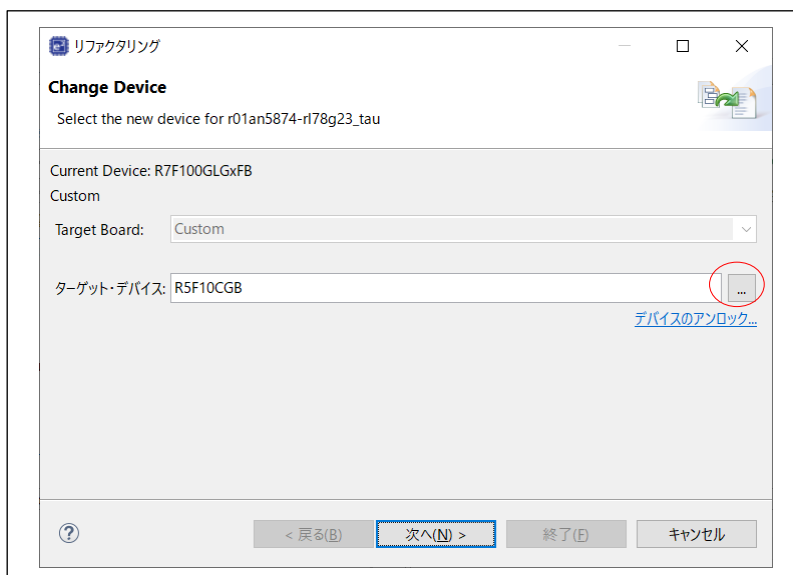 リファクタリング
Change Device
Select the new device for r01an5874-rl78g23_tau
Current Device: R7F100GLGxFB
Custom
Target Board: Custom
ターゲット・デバイス: R5F10CGB ...
デバイスのアンロック...
< 戻る(B) 次へ(N) > 終了(F) キャンセル